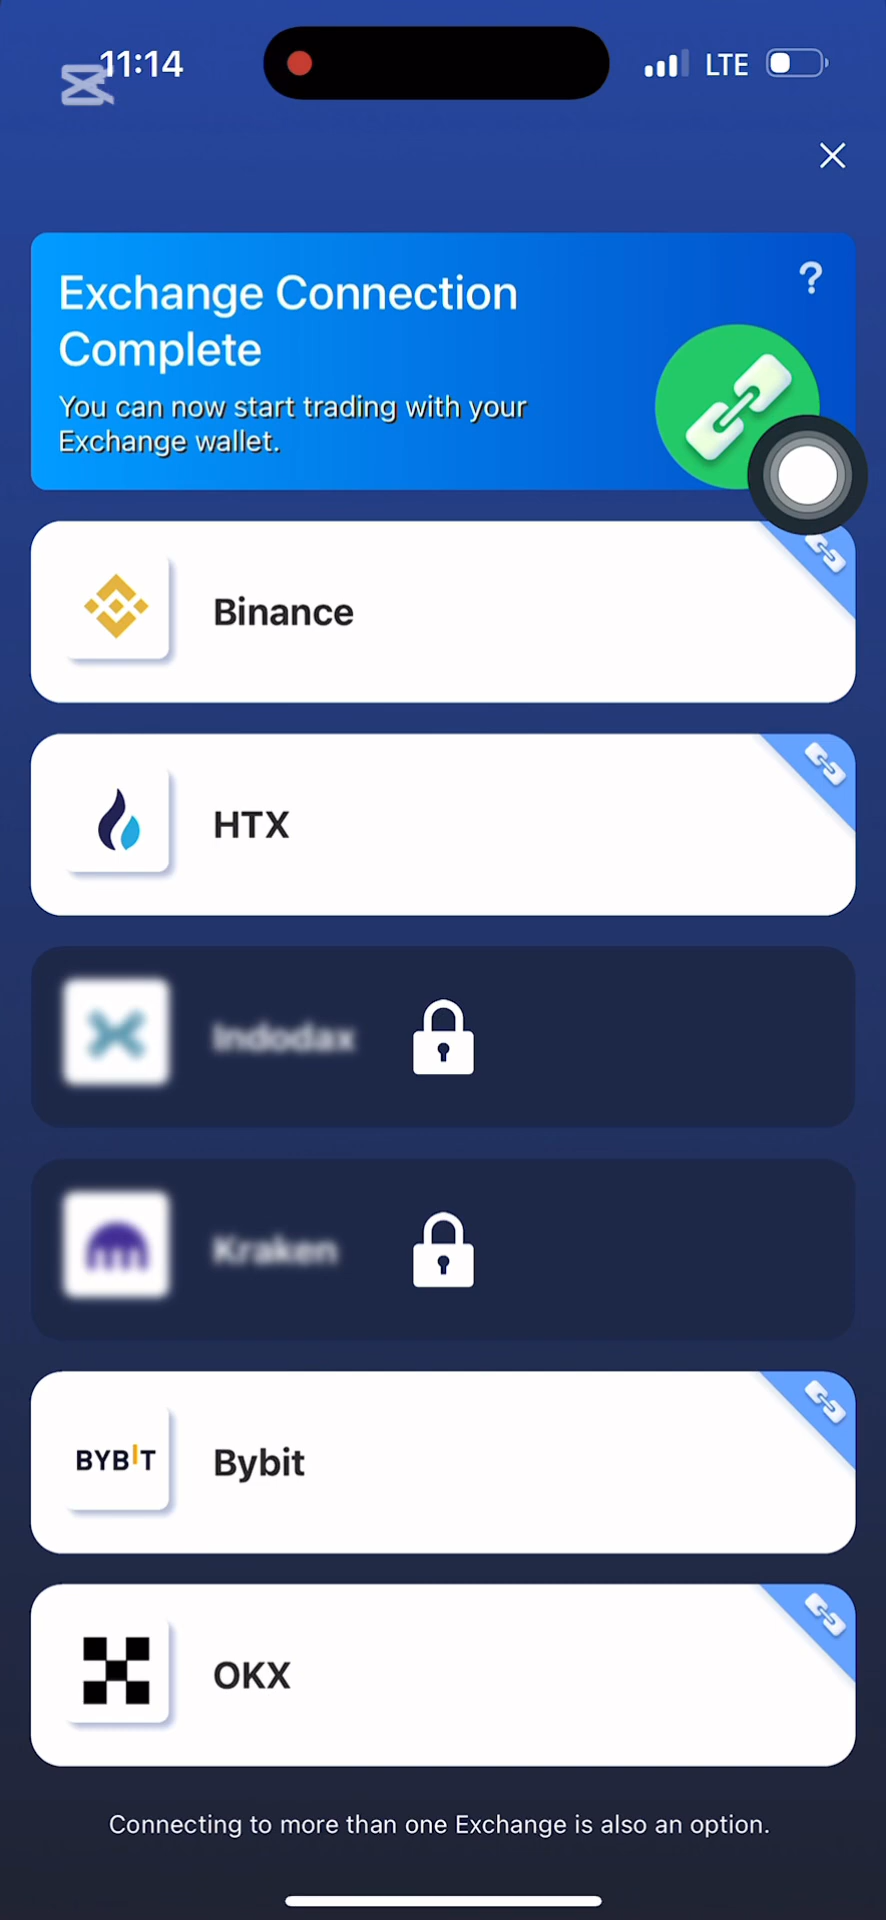 11:14
LTE
Exchange Connection
Complete
?
You can now start trading with your
Exchange wallet.
Binance
HTX
Indodax
Kraken
BYBIT
Bybit
OKX
Connecting to more than one Exchange is also an option.